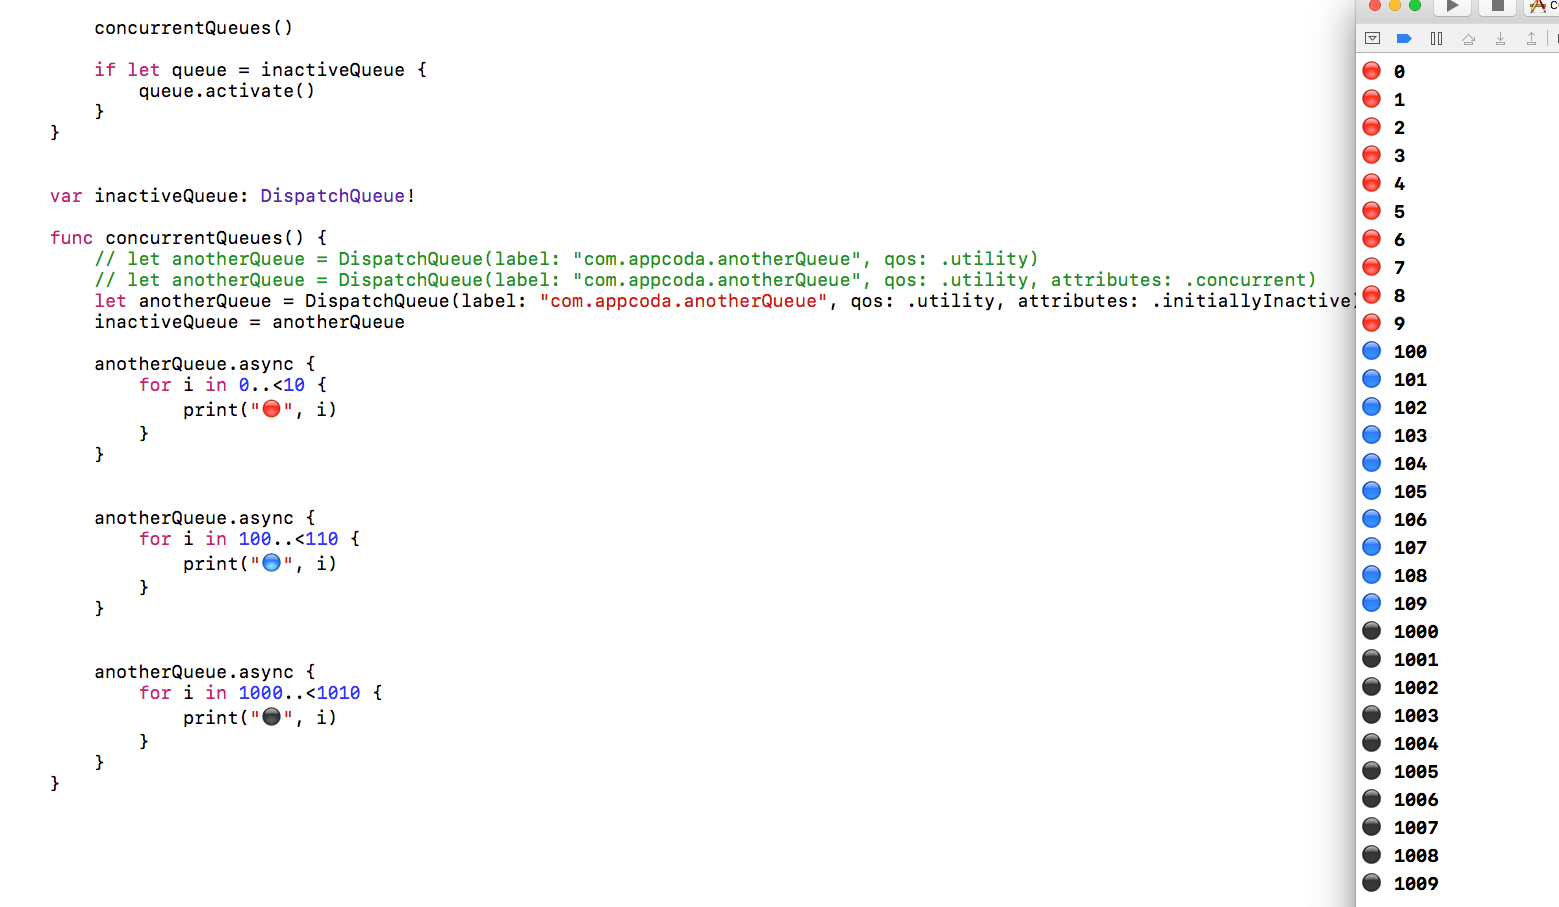 concurrentQueues()
if let queue = inactiveQueue {
queue.activate()
}
}
var inactiveQueue: DispatchQueue!
func concurrentQueues() {
// let anotherQueue = DispatchQueue(label: "com.appcoda.anotherQueue", qos: .utility)
// let anotherQueue = DispatchQueue(label: "com.appcoda.anotherQueue", qos: .utility, attributes: .concurrent)
let anotherQueue = DispatchQueue(label: "com.appcoda.anotherQueue", qos: .utility, attributes: .initiallyInactive)
inactiveQueue = anotherQueue
anotherQueue.async {
for i in 0..<10 {
print("🔴", i)
}
}
anotherQueue.async {
for i in 100..<110 {
print("🔵", i)
}
}
anotherQueue.async {
for i in 1000..<1010 {
print("⚫", i)
}
}
}
🔴 0
🔴 1
🔴 2
🔴 3
🔴 4
🔴 5
🔴 6
🔴 7
🔴 8
🔴 9
🔵 100
🔵 101
🔵 102
🔵 103
🔵 104
🔵 105
🔵 106
🔵 107
🔵 108
🔵 109
⚫ 1000
⚫ 1001
⚫ 1002
⚫ 1003
⚫ 1004
⚫ 1005
⚫ 1006
⚫ 1007
⚫ 1008
⚫ 1009